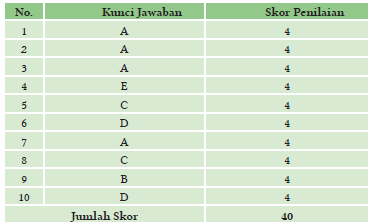 No. Kunci Jawaban Skor Penilaian
1 A 4
2 A 4
3 A 4
4 E 4
5 C 4
6 D 4
7 A 4
8 C 4
9 B 4
10 D 4
Jumlah Skor 40